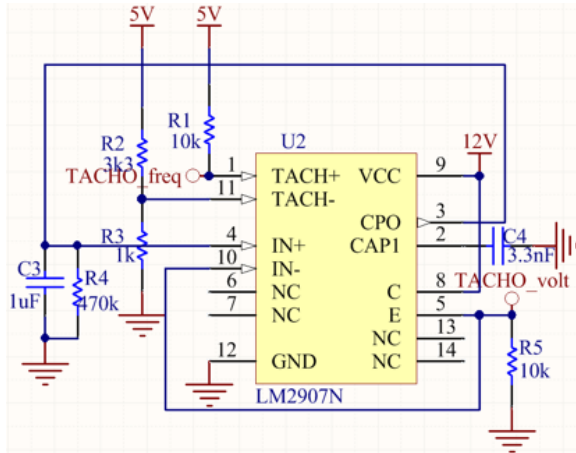 5V 5V
R1
10k
R2
3k3
U2
12V
TACHO_freq
1 TACH+ VCC 9
11 TACH-
CPO 3
R3
1k
4 IN+ CAP1 2
C4
3.3nF
10 IN-
C3
1uF
R4
470k
TACHO_volt
6 NC C 8
7 NC E 5
NC 13
12 GND NC 14
R5
10k
LM2907N